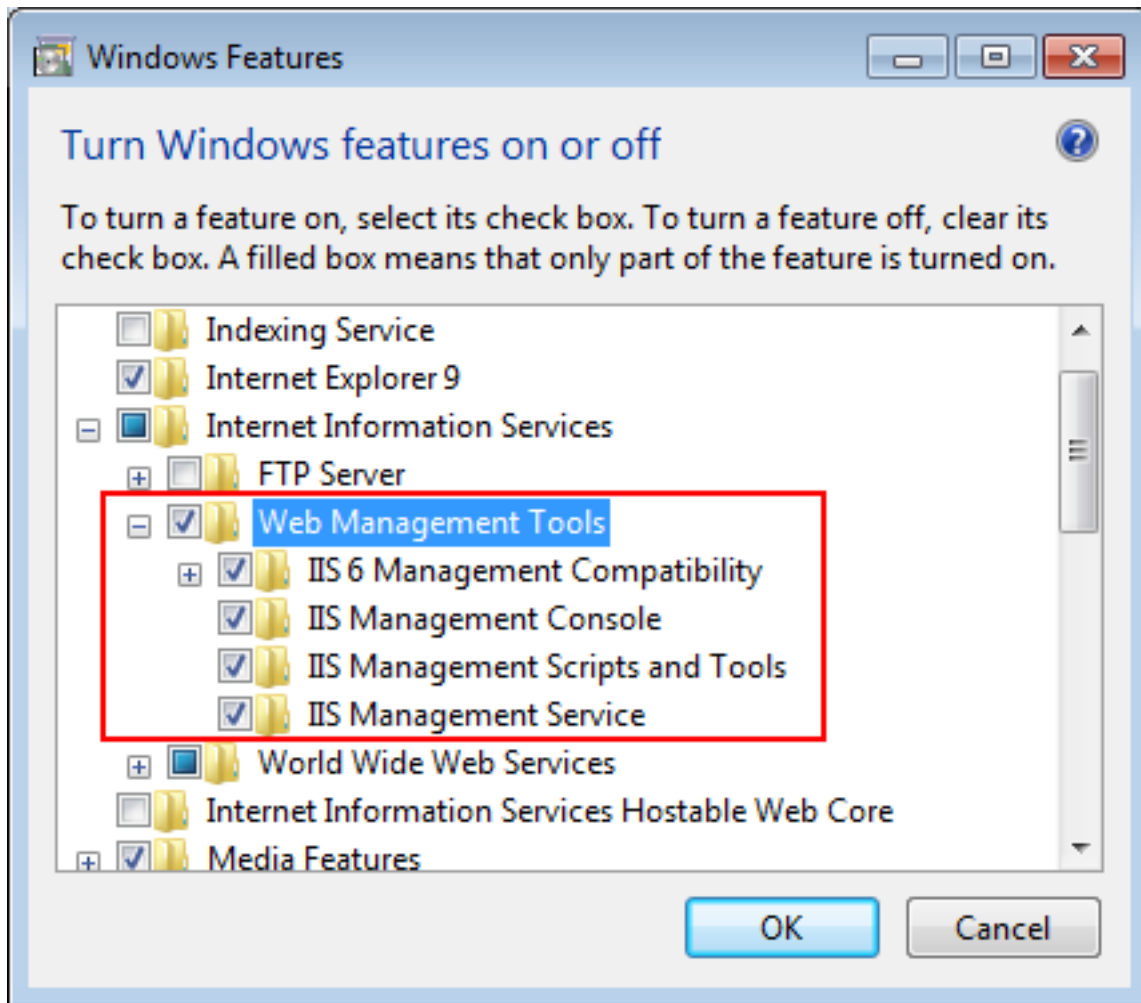 Windows Features
Turn Windows features on or off
To turn a feature on, select its check box. To turn a feature off, clear its
check box. A filled box means that only part of the feature is turned on.
Indexing Service
Internet Explorer 9
Internet Information Services
FTP Server
Web Management Tools
IIS 6 Management Compatibility
IIS Management Console
IIS Management Scripts and Tools
IIS Management Service
World Wide Web Services
Internet Information Services Hostable Web Core
Media Features
OK Cancel